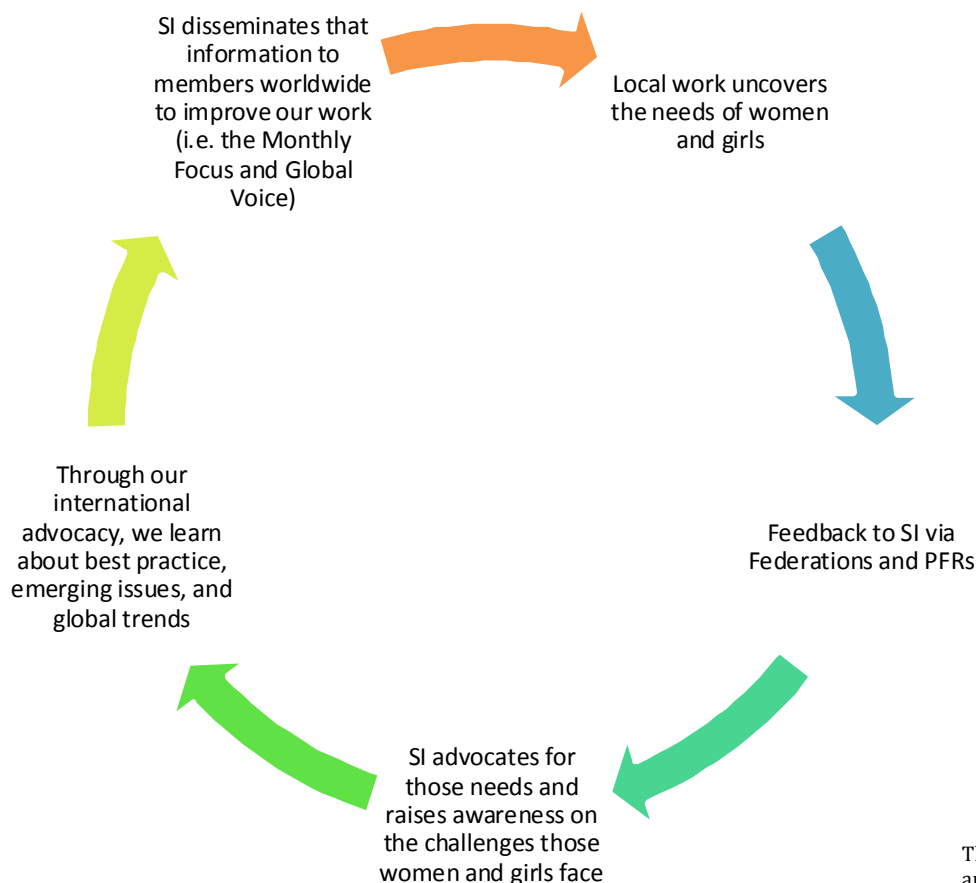 SI disseminates that
information to
members worldwide
to improve our work
(i.e. the Monthly
Focus and Global
Voice)
Local work uncovers
the needs of women
and girls
Feedback to SI via
Federations and PFRs
SI advocates for
those needs and
raises awareness on
the challenges those
women and girls face
Through our
international
advocacy, we learn
about best practice,
emerging issues, and
global trends